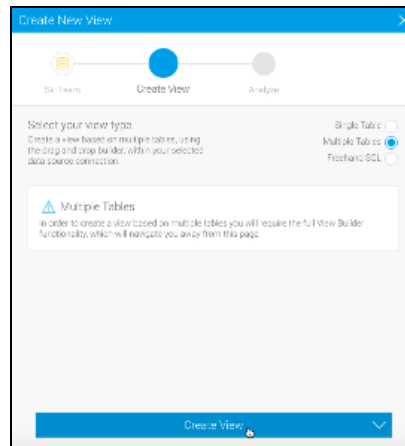 Create New View
Ski Team
Create View
Analyze
Select your view type
Create a view based on multiple tables, using
the drag and drop builder, within your selected
data source connection.
Single Table
Multiple Tables
Freehand SQL
Multiple Tables
In order to create a view based on multiple tables you will require the full View Builder
functionality, which will navigate you away from this page.
Create View